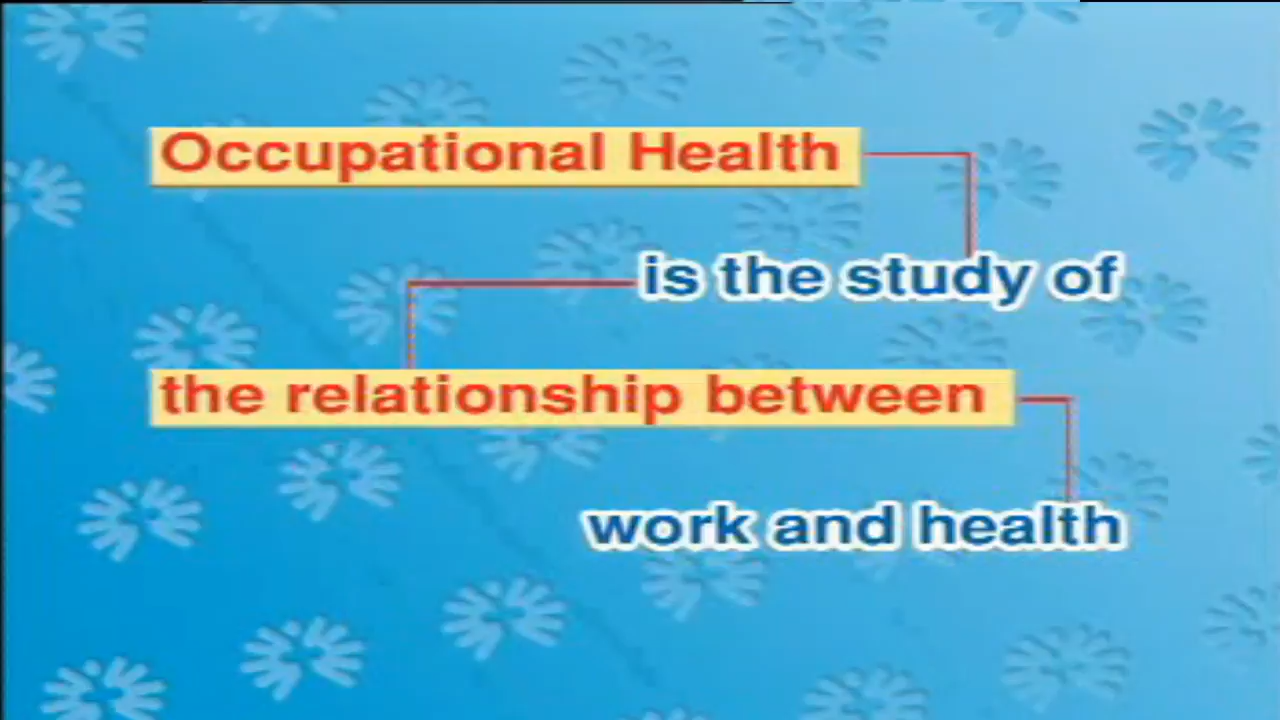 Occupational Health
is the study of
the relationship between
work and health